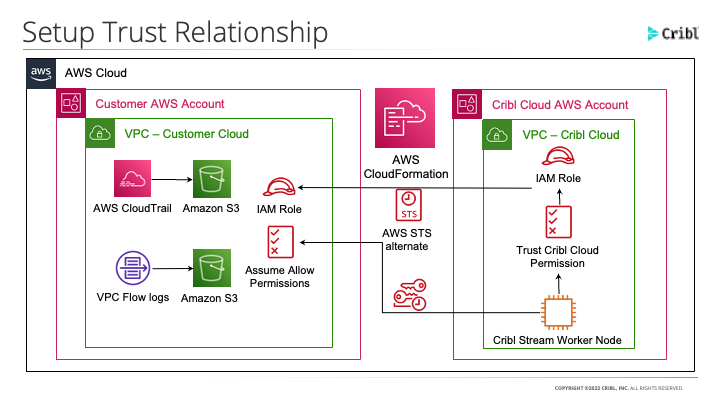 Setup Trust Relationship
Cribl
aws
AWS Cloud
Customer AWS Account
Cribl Cloud AWS Account
VPC – Customer Cloud
VPC – Cribl Cloud
AWS
CloudFormation
IAM Role
AWS CloudTrail
Amazon S3
IAM Role
STS
AWS STS
alternate
Trust Cribl Cloud
Permission
Assume Allow
Permissions
VPC Flow logs
Amazon S3
Cribl Stream Worker Node
COPYRIGHT ©2022 CRIBL, INC. ALL RIGHTS RESERVED.